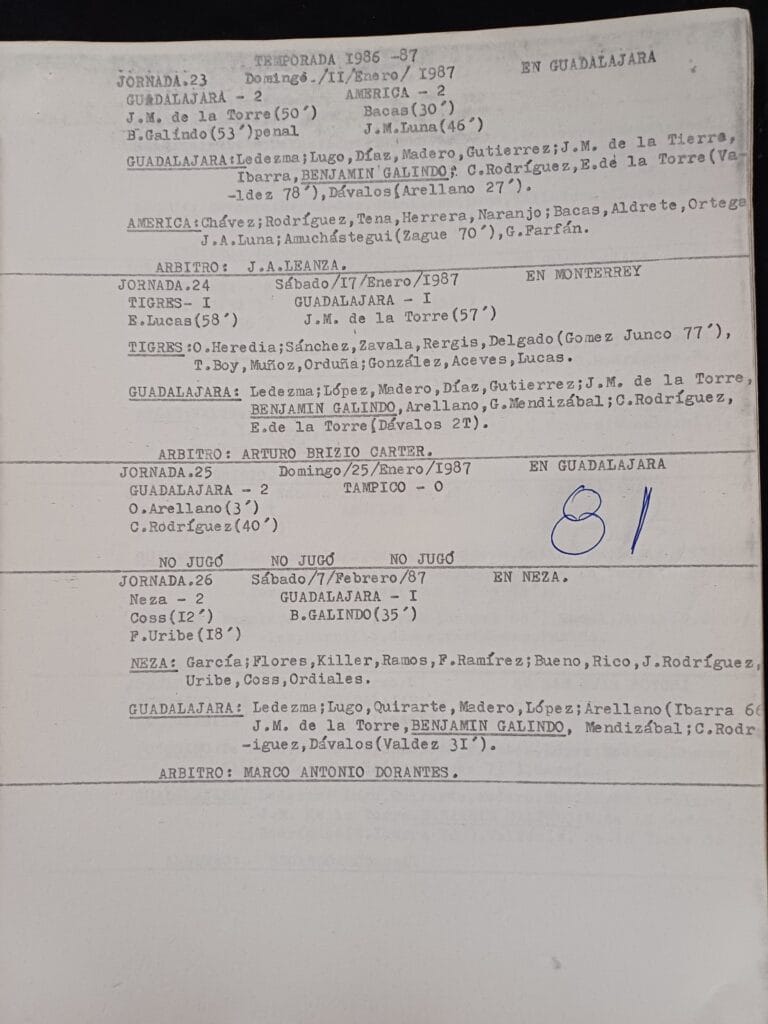 TEMPORADA I986 -87
JORNADA.23 Domingo./II/Enero/ I987 EN GUADALAJARA
GUADALAJARA - 2 AMERICA - 2
J.M. de la Torre(50´) Bacas(30´)
B.Galindo(53´)penal J.M.Luna(46´)
GUADALAJARA:Ledezma;Lugo,Díaz,Madero,Gutierrez;J.M. de la Tierra,
Ibarra,BENJAMIN GALINDO; C.Rodríguez,E.de la Torre(Va-
-ldez 78´),Dávalos(Arellano 27´).
AMERICA:Chávez;Rodríguez,Tena,Herrera,Naranjo;Bacas,Aldrete,Ortega
J.A.Luna;Amuchástegui(Zague 70´),G.Farfán.
ARBITRO: J.A.LEANZA.
JORNADA.24 Sábado/I7/Enero/I987 EN MONTERREY
TIGRES- I GUADALAJARA - I
E.Lucas(58´) J.M. de la Torre(57´)
TIGRES:O.Heredia;Sánchez,Zavala,Rergis,Delgado(Gomez Junco 77´),
T.Boy,Muñoz,Orduña;González,Aceves,Lucas.
GUADALAJARA: Ledezma;López,Madero,Díaz,Gutierrez;J.M. de la Torre,
BENJAMIN GALINDO,Arellano,G.Mendizábal;C.Rodríguez,
E.de la Torre(Dávalos 2T).
ARBITRO: ARTURO BRIZIO CARTER.
JORNADA.25 Domingo/25/Enero/I987 EN GUADALAJARA
GUADALAJARA - 2 TAMPICO - O
O.Arellano(3´)
C.Rodríguez(40´)
81
NO JUGÓ NO JUGÓ NO JUGÓ
JORNADA.26 Sábado/7/Febrero/87 EN NEZA.
Neza - 2 GUADALAJARA - I
Coss(I2´) B.GALINDO(35´)
F.Uribe(I8´)
NEZA: García;Flores,Killer,Ramos,F.Ramírez;Bueno,Rico,J.Rodríguez,
Uribe,Coss,Ordiales.
GUADALAJARA: Ledezma;Lugo,Quirarte,Madero,López;Arellano(Ibarra 66
J.M. de la Torre,BENJAMIN GALINDO, Mendizábal;C.Rodr
-iguez,Dávalos(Valdez 3I´).
ARBITRO: MARCO ANTONIO DORANTES.